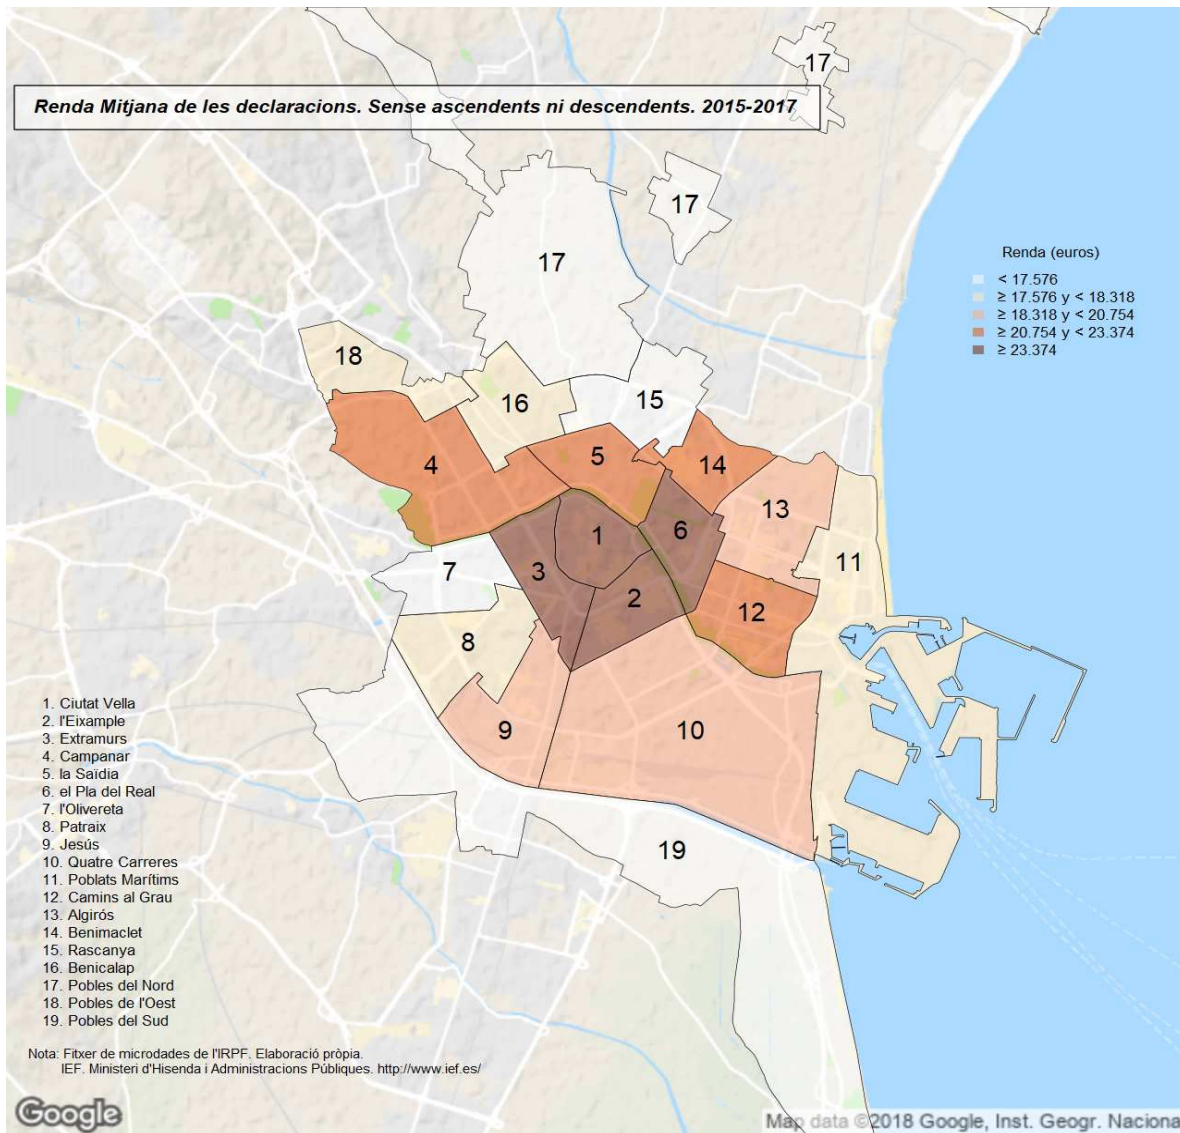 17
Renda Mitjana de les declaracions. Sense ascendents ni descendents. 2015-2017
17
17
Renda (euros)
< 17.576
≥ 17.576 y < 18.318
≥ 18.318 y < 20.754
≥ 20.754 y < 23.374
≥ 23.374
18
16
15
4
5
14
13
6
1
11
3
7
2
12
8
9
10
19
1. Ciutat Vella
2. l'Eixample
3. Extramurs
4. Campanar
5. la Saïdia
6. el Pla del Real
7. l'Olivereta
8. Patraix
9. Jesús
10. Quatre Carreres
11. Poblats Marítims
12. Camins al Grau
13. Algirós
14. Benimaclet
15. Rascanya
16. Benicalap
17. Pobles del Nord
18. Pobles de l'Oest
19. Pobles del Sud
Nota: Fitxer de microdades de l'IRPF. Elaboració pròpia.
IEF. Ministeri d'Hisenda i Administracions Públiques. http://www.ief.es/
Google
Map data ©2018 Google, Inst. Geogr. Naciona